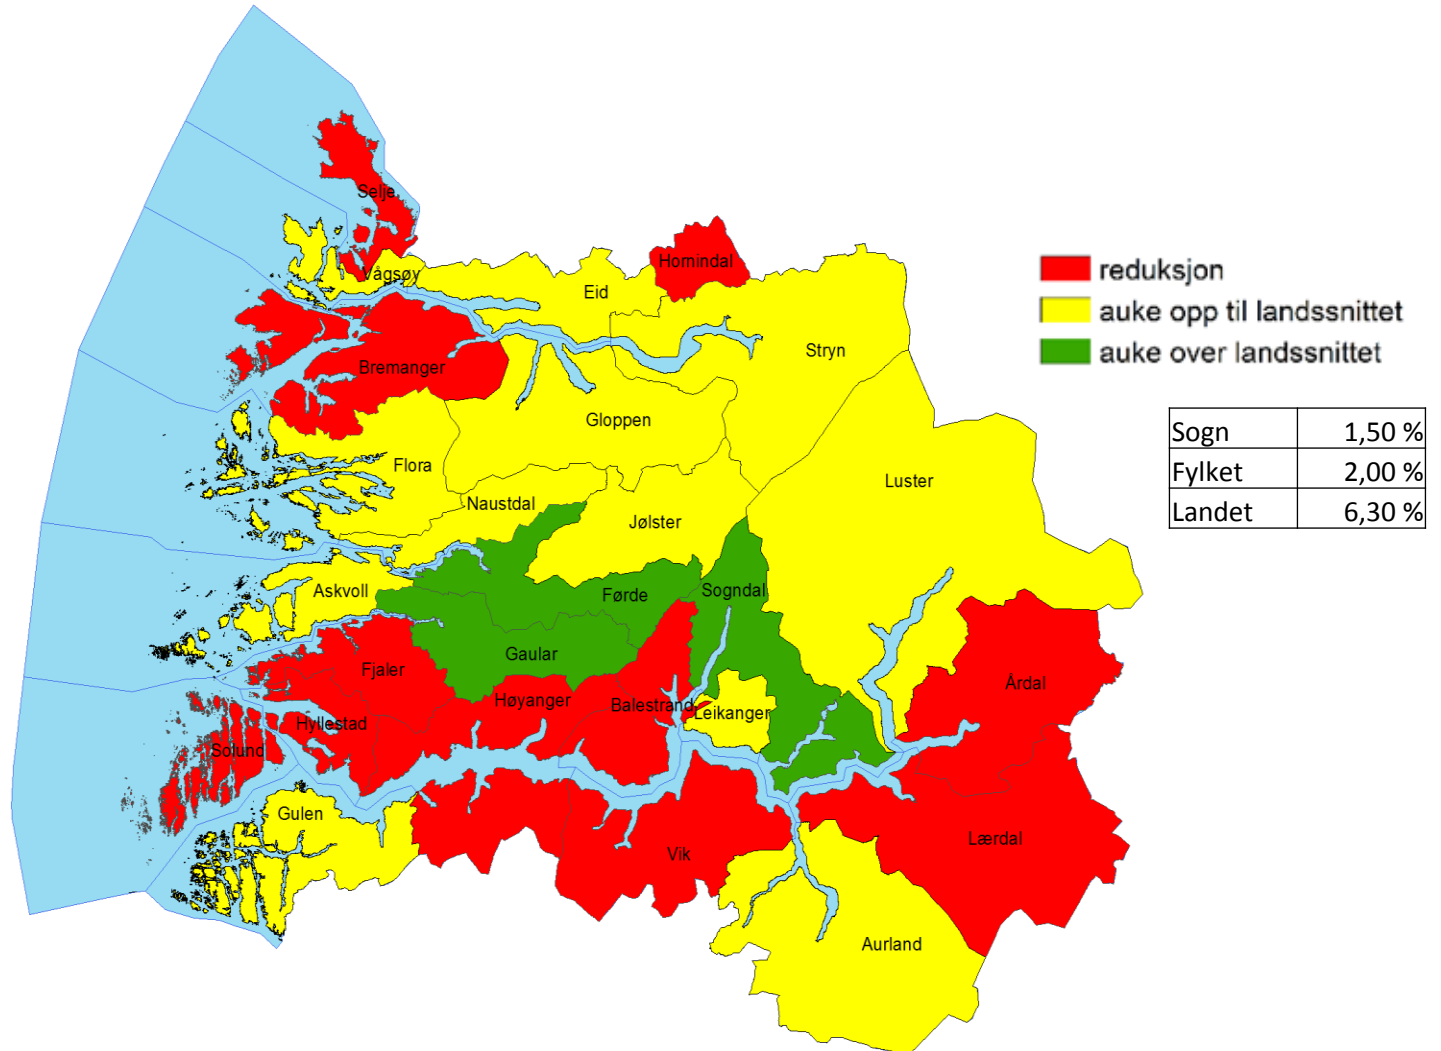 Selje
Vågsøy
Hornindal
Eid
Stryn
Bremanger
Gloppen
Flora
Luster
Naustdal
Jølster
Askvoll
Førde
Sogndal
Gaular
Fjaler
Årdal
Høyanger
Balestrand
Leikanger
Hyllestad
Solund
Gulen
Vik
Lærdal
Aurland
reduksjon
auke opp til landssnittet
auke over landssnittet
Sogn 1,50 %
Fylket 2,00 %
Landet 6,30 %